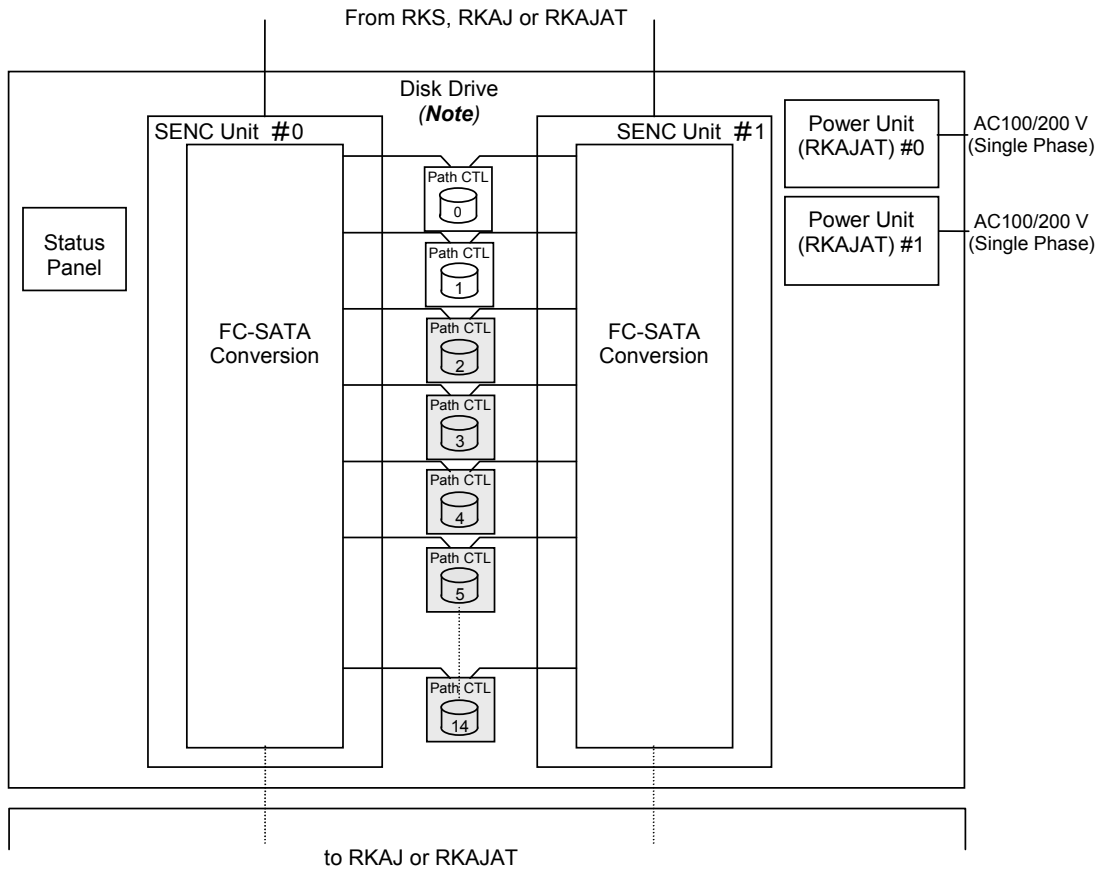 From RKS, RKAJ or RKAJAT
Disk Drive
(Note)
SENC Unit #0
SENC Unit #1
Power Unit
(RKAJAT) #0
AC100/200 V
(Single Phase)
Power Unit
(RKAJAT) #1
AC100/200 V
(Single Phase)
Status
Panel
FC-SATA
Conversion
FC-SATA
Conversion
Path CTL
0
Path CTL
1
Path CTL
2
Path CTL
3
Path CTL
4
Path CTL
5
Path CTL
14
to RKAJ or RKAJAT